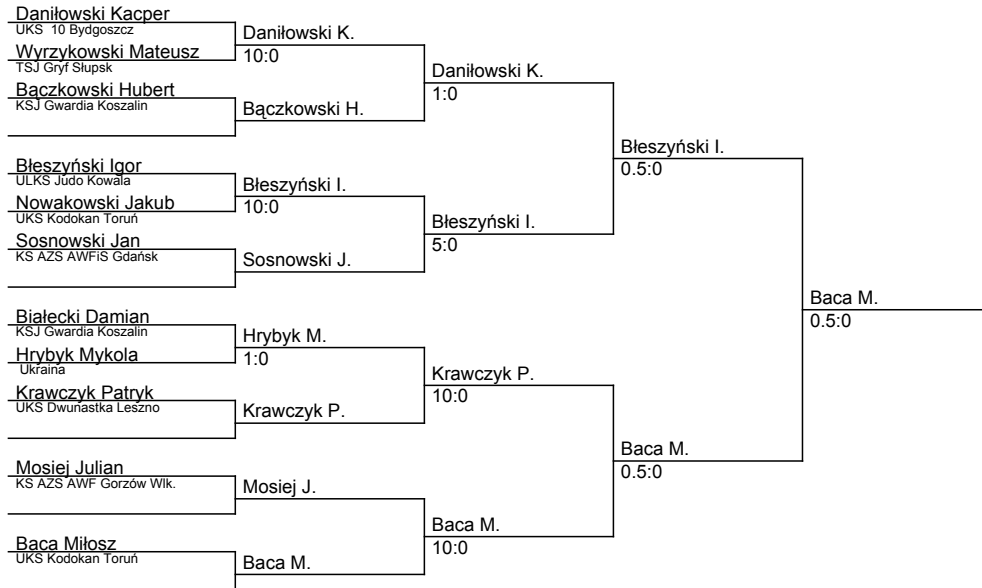 Daniłowski Kacper
UKS 10 Bydgoszcz
Wyrzykowski Mateusz
TSJ Gryf Słupsk
Bączkowski Hubert
KSJ Gwardia Koszalin
Błeszyński Igor
ULKS Judo Kowala
Nowakowski Jakub
UKS Kodokan Toruń
Sosnowski Jan
KS AZS AWFiS Gdańsk
Białecki Damian
KSJ Gwardia Koszalin
Hrybyk Mykola
Ukraina
Krawczyk Patryk
UKS Dwunastka Leszno
Mosiej Julian
KS AZS AWF Gorzów Wlk.
Baca Miłosz
UKS Kodokan Toruń
Daniłowski K.
10:0
Bączkowski H.
Błeszyński I.
10:0
Sosnowski J.
Hrybyk M.
1:0
Krawczyk P.
Mosiej J.
Baca M.
Daniłowski K.
1:0
Błeszyński I.
5:0
Krawczyk P.
10:0
Baca M.
10:0
Błeszyński I.
0.5:0
Baca M.
0.5:0
Baca M.
0.5:0